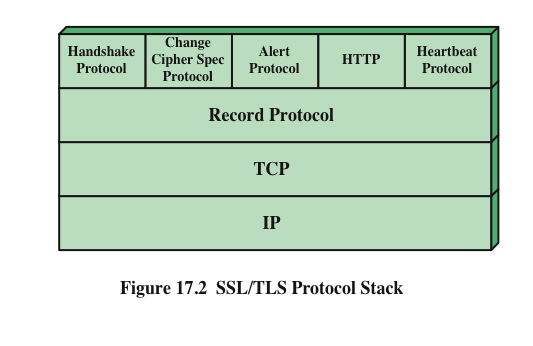 Handshake
Protocol
Change
Cipher Spec
Protocol
Alert
Protocol
HTTP
Heartbeat
Protocol
Record Protocol
TCP
IP
Figure 17.2 SSL/TLS Protocol Stack